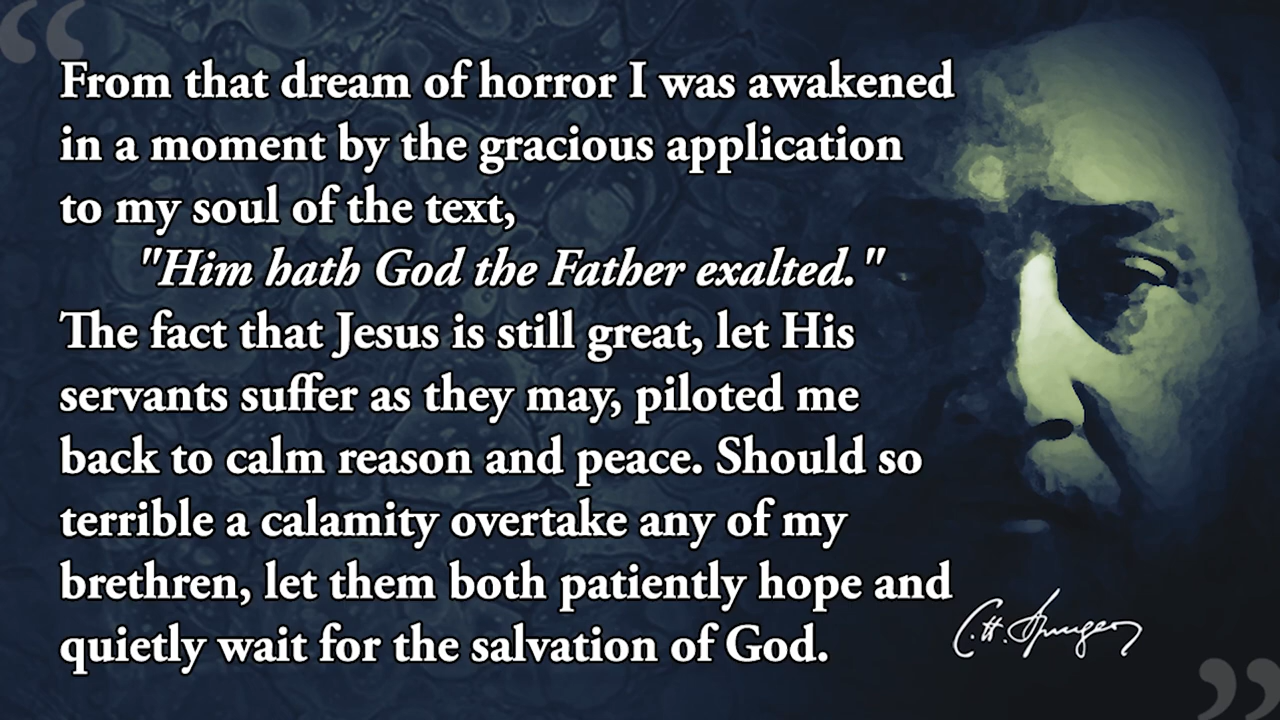 From that dream of horror I was awakened
in a moment by the gracious application
to my soul of the text,
"Him hath God the Father exalted."
The fact that Jesus is still great, let His
servants suffer as they may, piloted me
back to calm reason and peace. Should so
terrible a calamity overtake any of my
brethren, let them both patiently hope and
quietly wait for the salvation of God.
C. H. Spurgeon